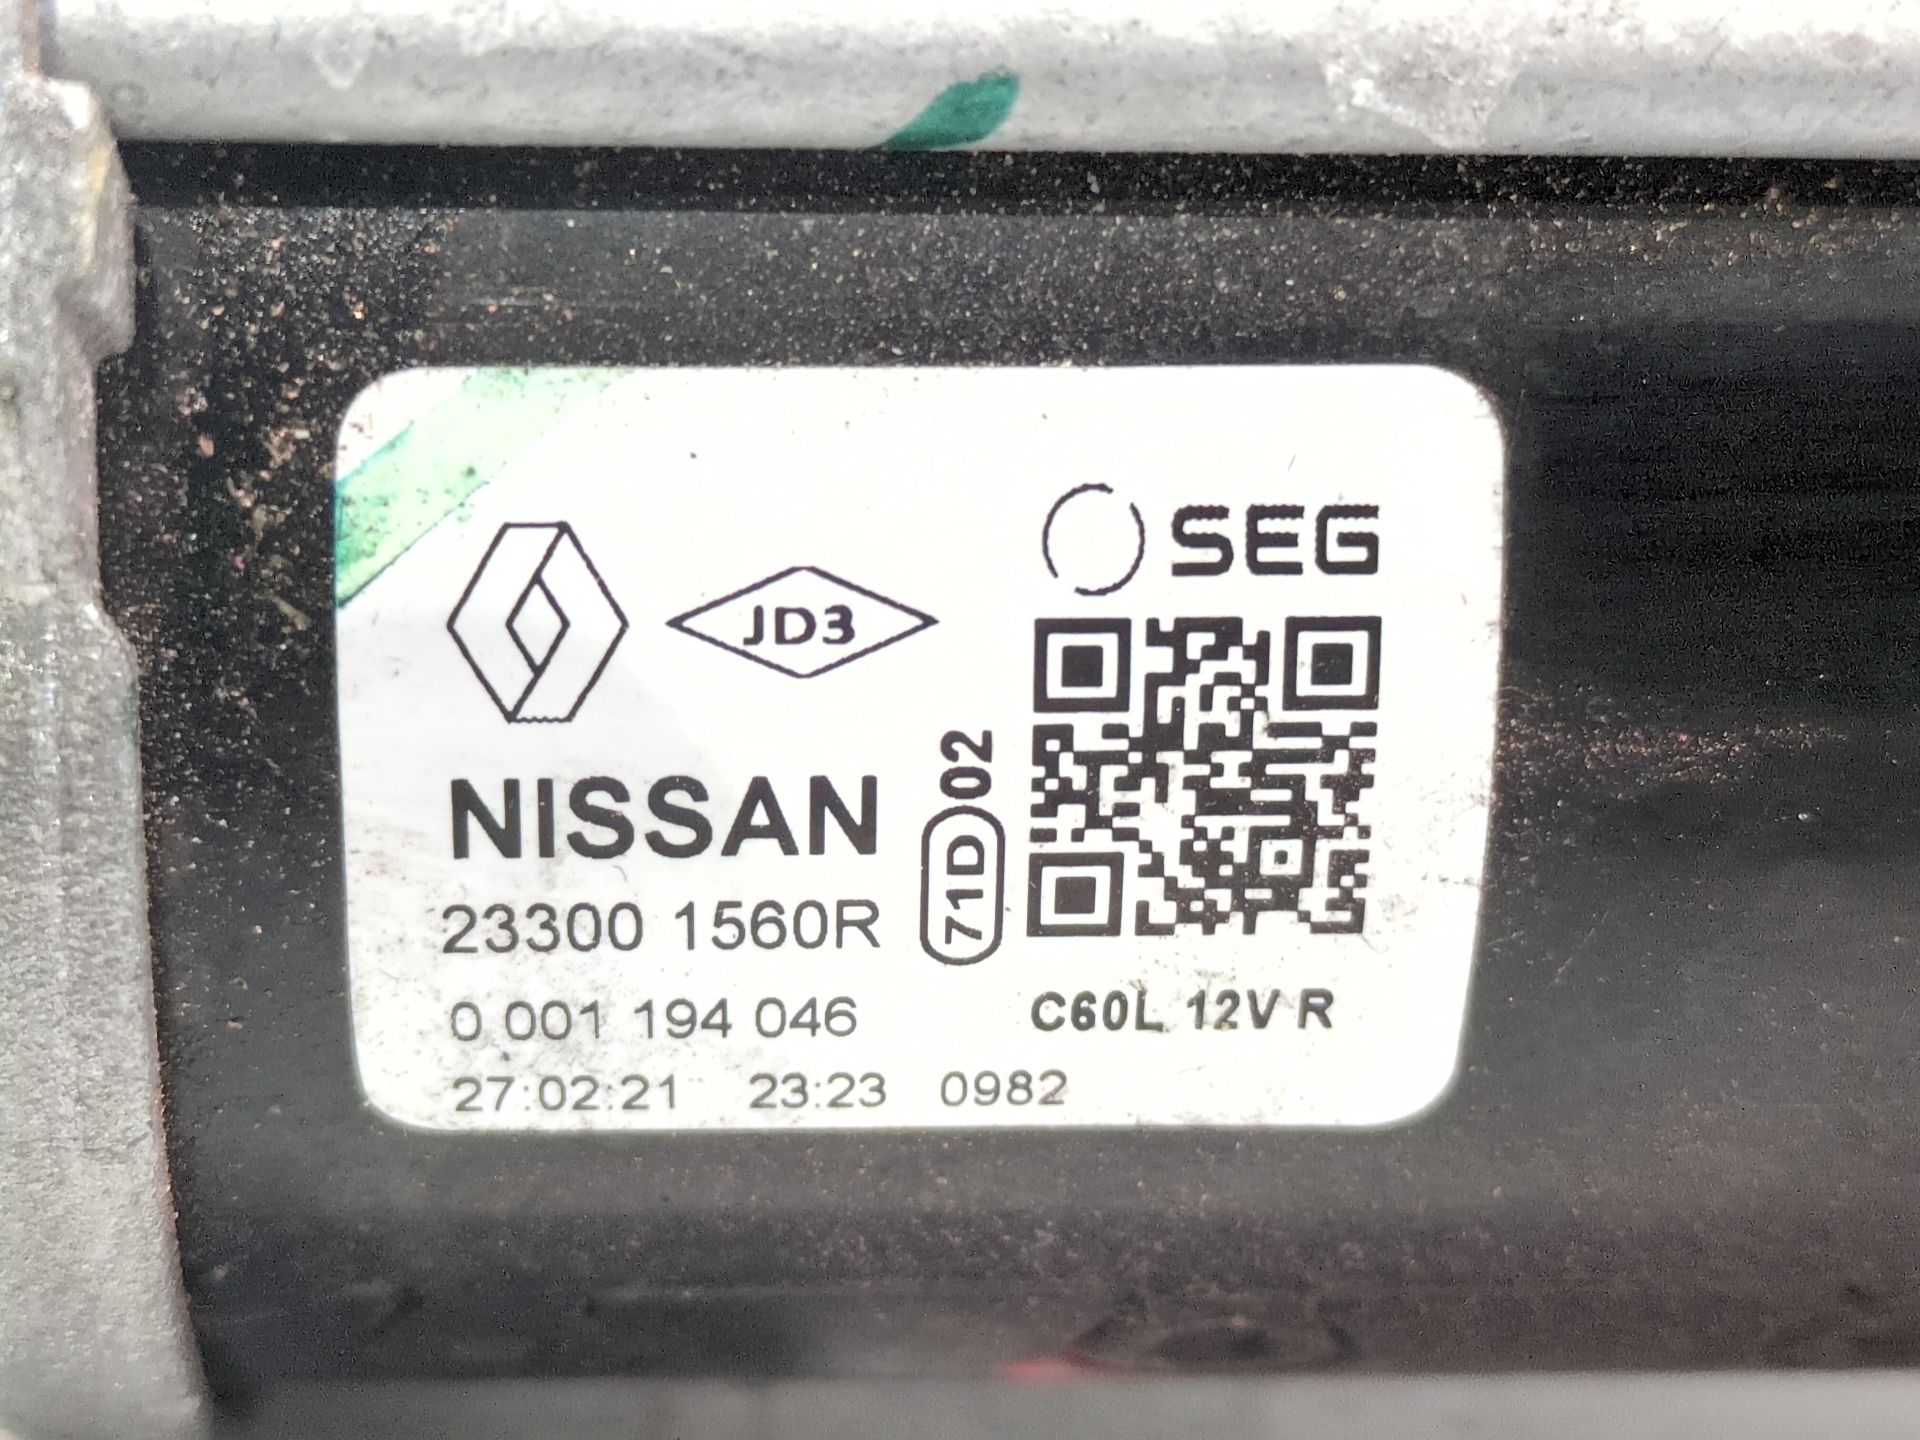 SEG
JD3
NISSAN
71D 02
23300 1560R
0 001 194 046
C60L 12V R
27:02:21 23:23 0982